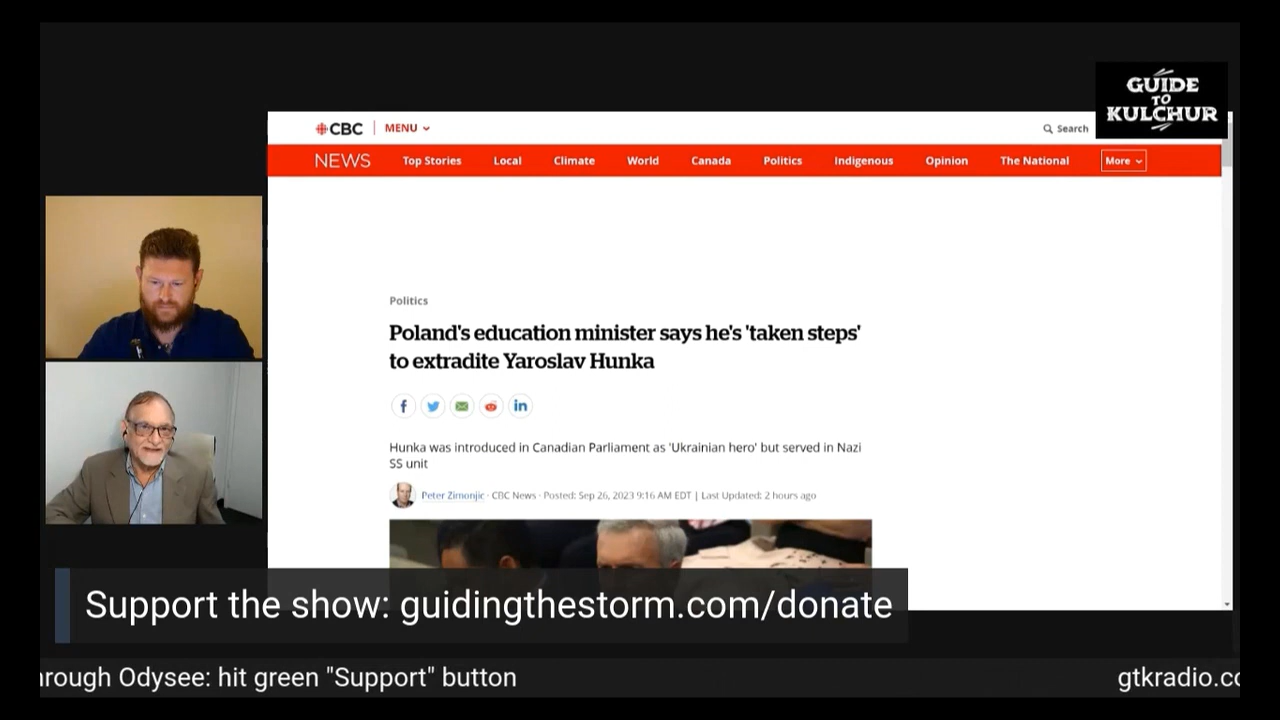 GUIDE
TO
KULCHUR
CBC MENU
Search
NEWS Top Stories Local Climate World Canada Politics Indigenous Opinion The National More
Politics
Poland's education minister says he's 'taken steps'
to extradite Yaroslav Hunka
Hunka was introduced in Canadian Parliament as 'Ukrainian hero' but served in Nazi
SS unit
Peter Zimonjic · CBC News · Posted: Sep 26, 2023 9:16 AM EDT | Last Updated: 2 hours ago
Support the show: guidingthestorm.com/donate
Odysee: hit green "Support" button